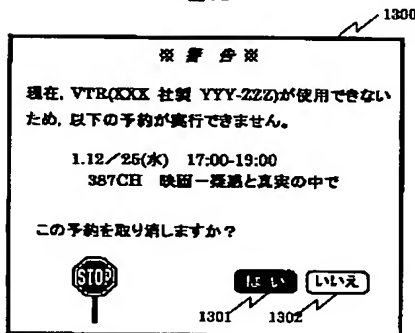 1300
※ 警 告 ※
現在, VTR(XXX 社製 YYY-ZZZ)が使用できない
ため, 以下の予約が実行できません。
1.12/25(水) 17:00-19:00
387CH 映画ー疑惑と真実の中で
この予約を取り消しますか?
STOP
はい いいえ
1301 1302